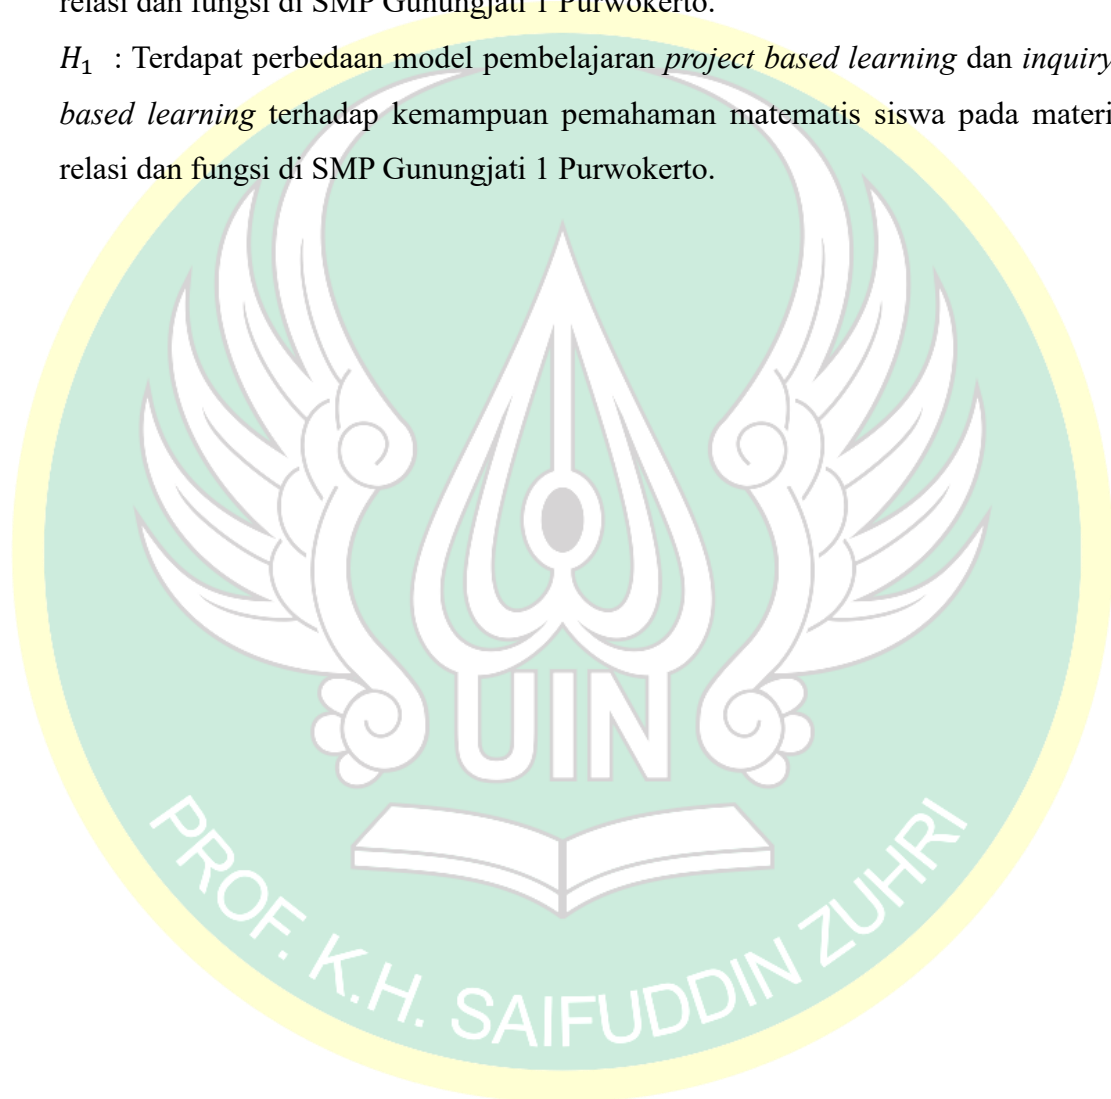 relasi dan fungsi di SMP Gunungjati 1 Purwokerto.
H₁ : Terdapat perbedaan model pembelajaran project based learning dan inquiry
based learning terhadap kemampuan pemahaman matematis siswa pada materi
relasi dan fungsi di SMP Gunungjati 1 Purwokerto.
UIN
PROF. K.H. SAIFUDDIN ZUHRI